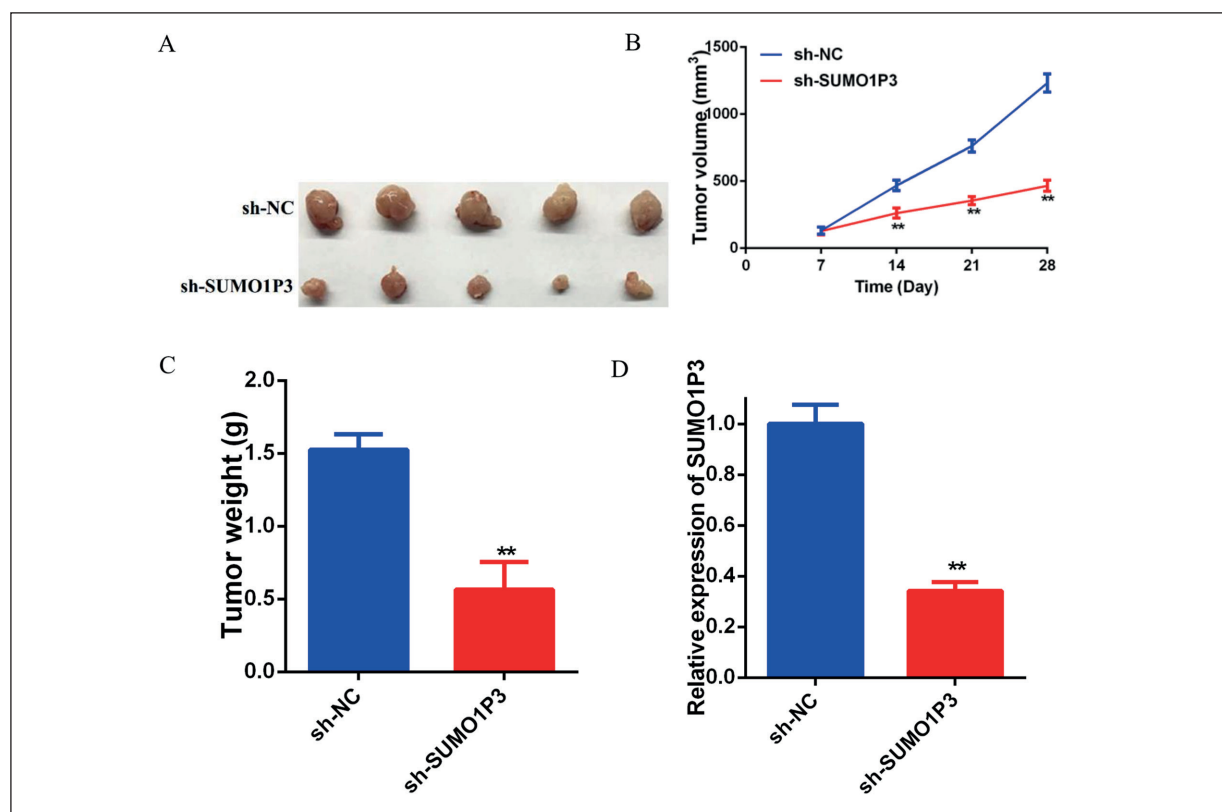 A
sh-NC
sh-SUMO1P3
B
sh-NC
sh-SUMO1P3
Tumor volume (mm³)
1500
1000
500
0
0 7 14 21 28
** ** **
Time (Day)
C
Tumor weight (g)
2.0
1.5
1.0
0.5
0.0
**
sh-NC
sh-SUMO1P3
D
Relative expression of SUMO1P3
1.0
0.8
0.6
0.4
0.2
0.0
**
sh-NC
sh-SUMO1P3